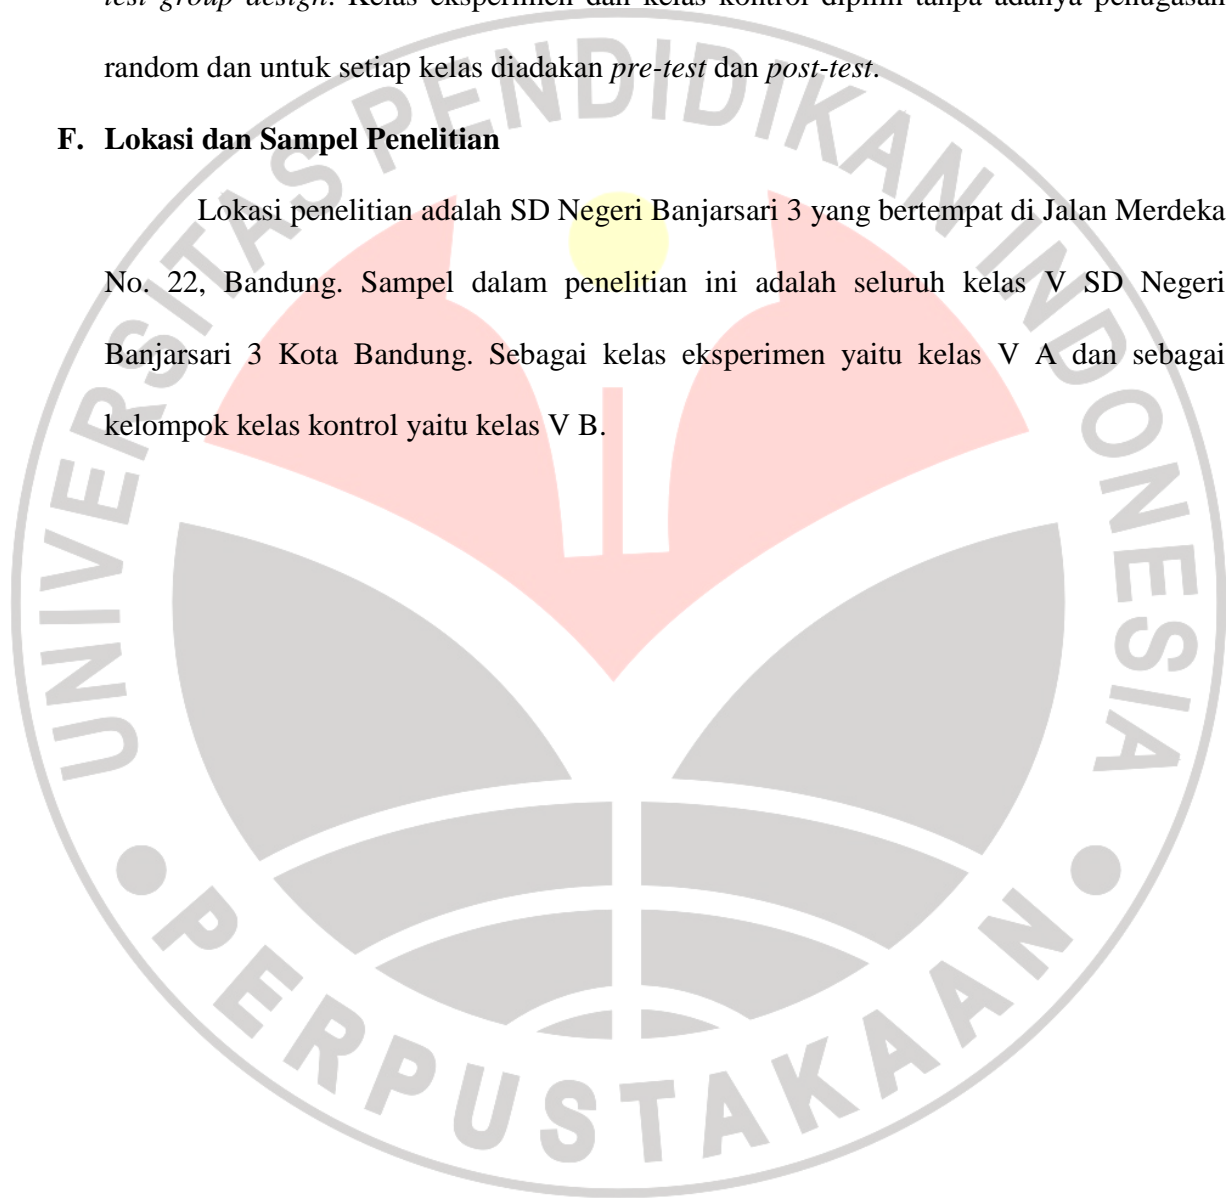 test group design. Kelas eksperimen dan kelas kontrol dipilih tanpa adanya penugasan
random dan untuk setiap kelas diadakan pre-test dan post-test.
F. Lokasi dan Sampel Penelitian
Lokasi penelitian adalah SD Negeri Banjarsari 3 yang bertempat di Jalan Merdeka
No. 22, Bandung. Sampel dalam penelitian ini adalah seluruh kelas V SD Negeri
Banjarsari 3 Kota Bandung. Sebagai kelas eksperimen yaitu kelas V A dan sebagai
kelompok kelas kontrol yaitu kelas V B.
UNIVERSITAS PENDIDIKAN INDONESIA
PERPUSTAKAAN